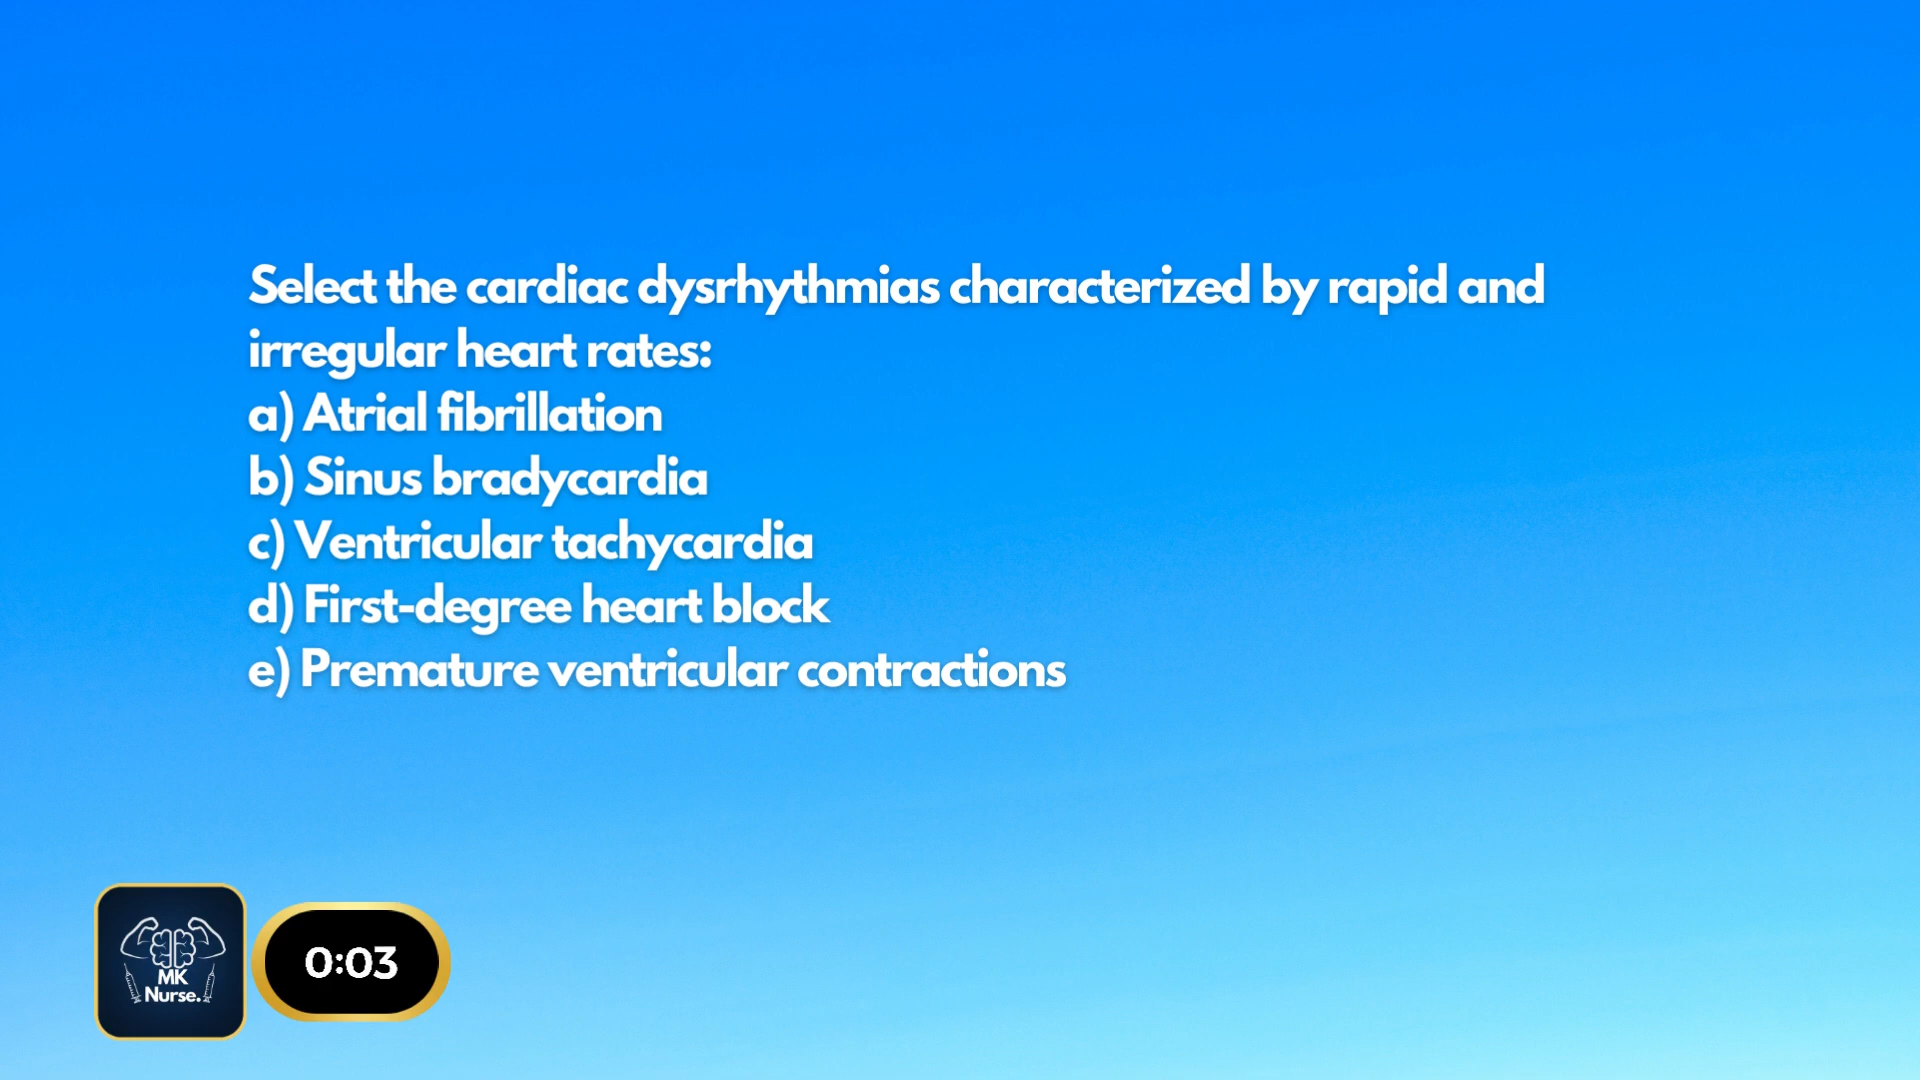 Select the cardiac dysrhythmias characterized by rapid and
irregular heart rates:
a) Atrial fibrillation
b) Sinus bradycardia
c) Ventricular tachycardia
d) First-degree heart block
e) Premature ventricular contractions
MK
Nurse.
0:03